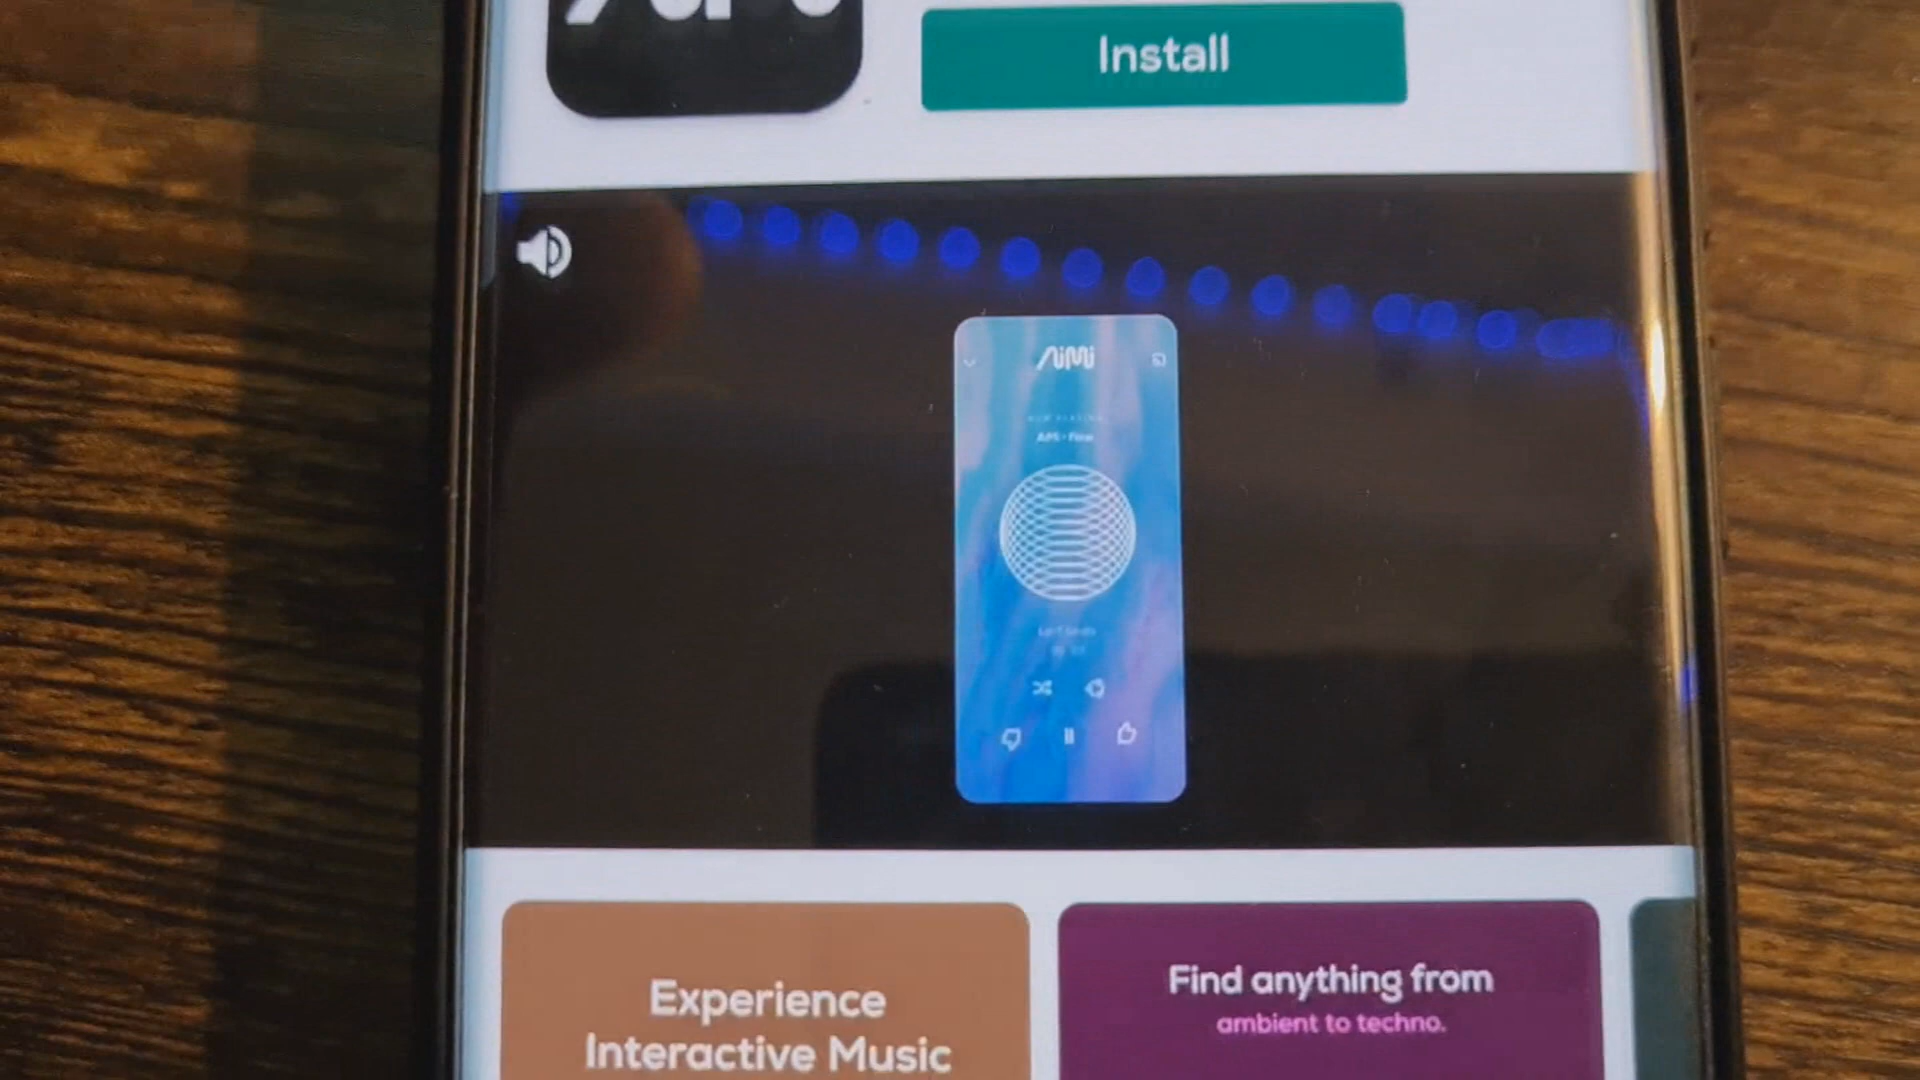 Install
AiMi
Experience
Interactive Music
Find anything from
ambient to techno.